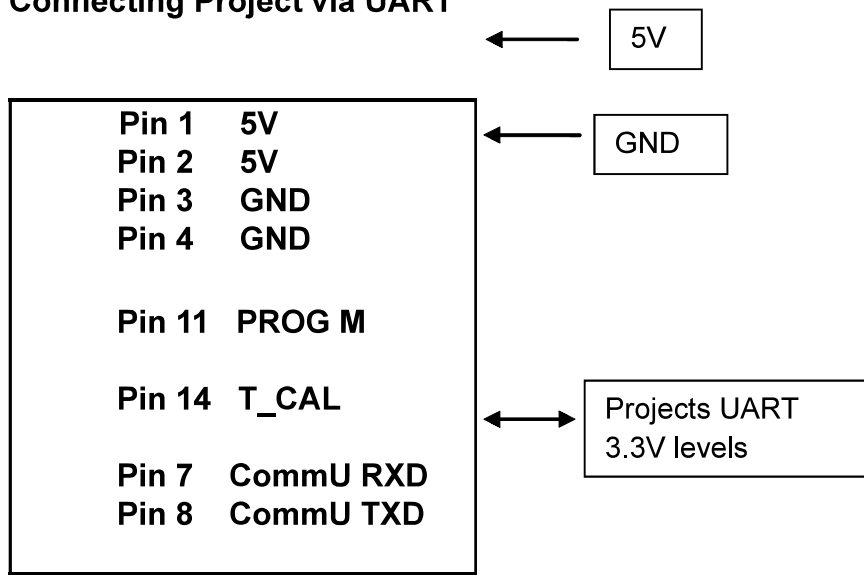 Connecting Project via UART
5V
Pin 1 5V
Pin 2 5V
Pin 3 GND
Pin 4 GND
GND
Pin 11 PROG M
Pin 14 T_CAL
Projects UART
3.3V levels
Pin 7 CommU RXD
Pin 8 CommU TXD